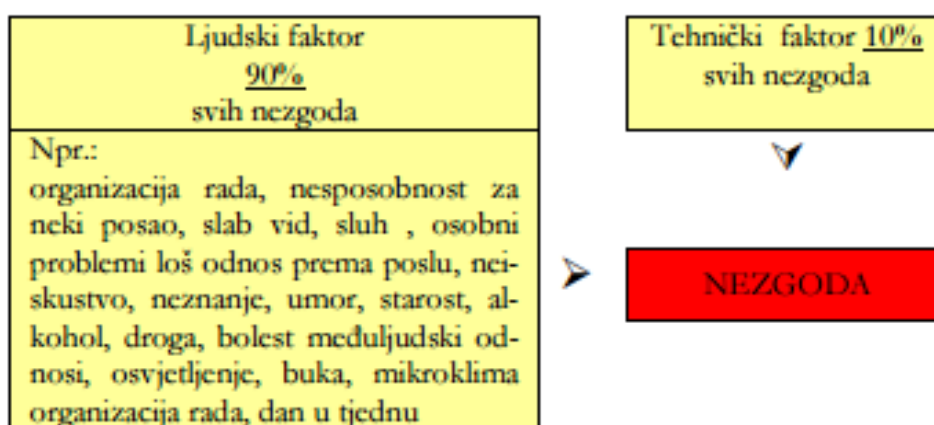 Ljudski faktor
90%
svih nezgoda
Npr.:
organizacija rada, nesposobnost za
neki posao, slab vid, sluh , osobni
problemi loš odnos prema poslu, nei-
skustvo, neznanje, umor, starost, al-
kohol, droga, bolest međuljudski od-
nosi, osvjetljenje, buka, mikroklima
organizacija rada, dan u tjednu
Tehnički faktor 10%
svih nezgoda
NEZGODA